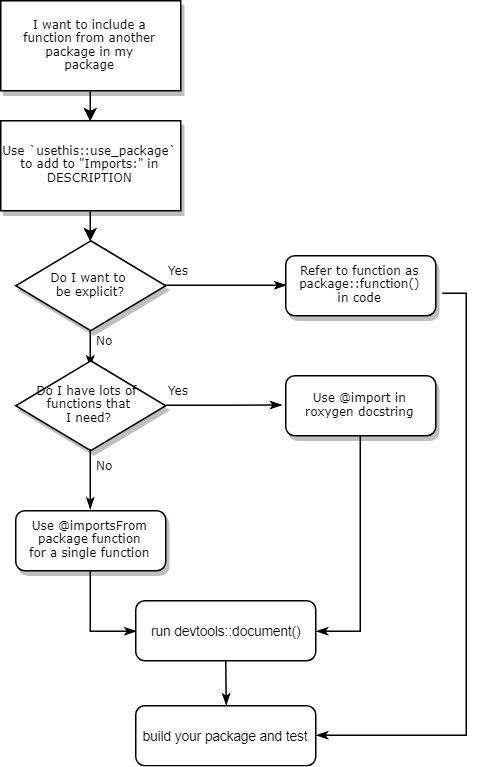 I want to include a
function from another
package in my
package
Use `usethis::use_package`
to add to "Imports:" in
DESCRIPTION
Do I want to
be explicit?
Yes
Refer to function as
package::function()
in code
No
Do I have lots of
functions that
I need?
Yes
Use @import in
roxygen docstring
No
Use @importsFrom
package function
for a single function
run devtools::document()
build your package and test